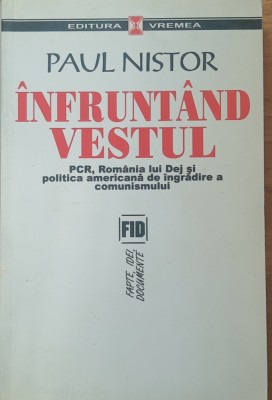 EDITURA VREMEA
PAUL NISTOR
ÎNFRUNTÂND
VESTUL
PCR, România lui Dej și
politica americană de îngrădire a
comunismului
FID
FAPTE, IDEI,
DOCUMENTE